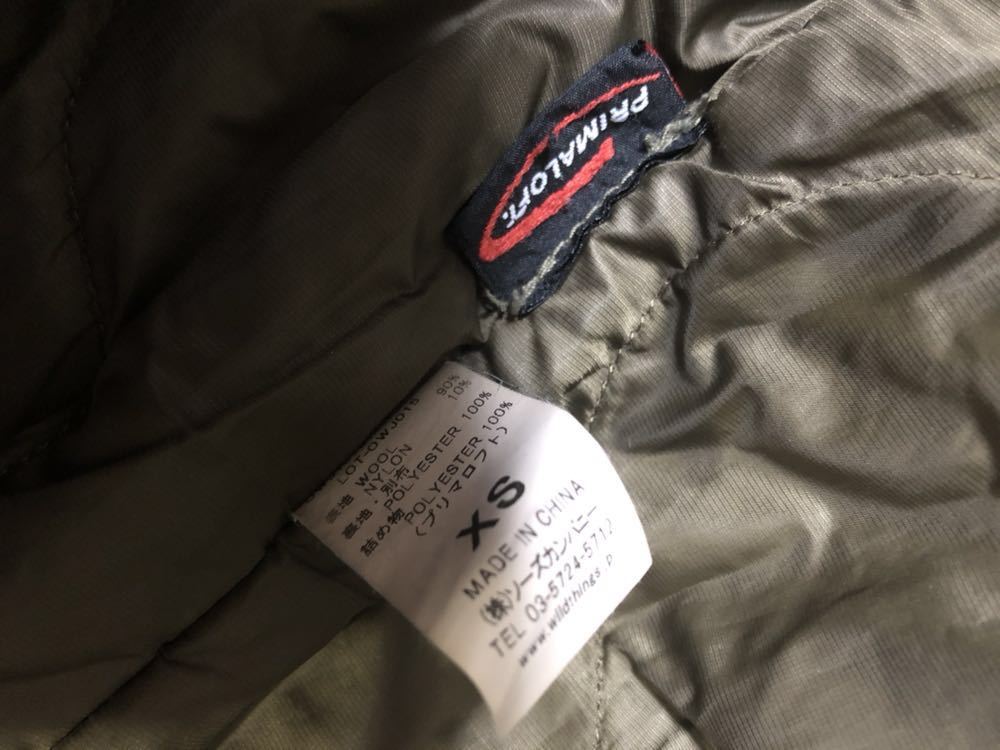 PRIMALOFT.
LOT-OWJ01S
表地 WOOL 90%
NYLON 10%
裏地・別布 POLYESTER 100%
詰め物 POLYESTER 100%
(プリマロフト)
XS
MADE IN CHINA
(株)ソーズカンパニー
TEL 03-5724-5712
www.wildthings.jp